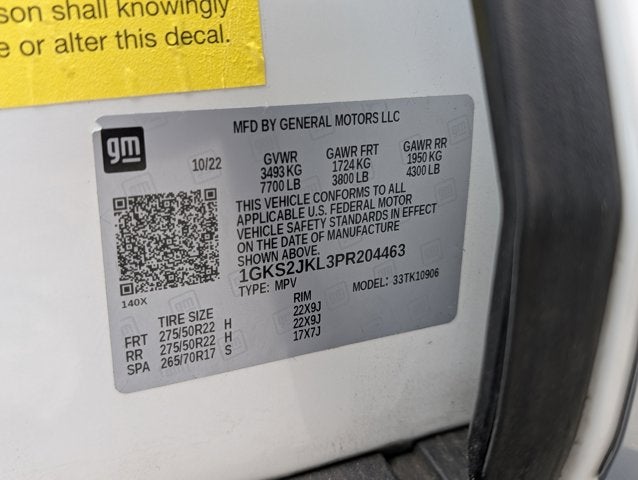 son shall knowingly
e or alter this decal.
gm
MFD BY GENERAL MOTORS LLC
10/22 GVWR GAWR FRT GAWR RR
3493 KG 1724 KG 1950 KG
7700 LB 3800 LB 4300 LB
THIS VEHICLE CONFORMS TO ALL
APPLICABLE U.S. FEDERAL MOTOR
VEHICLE SAFETY STANDARDS IN EFFECT
ON THE DATE OF MANUFACTURE
SHOWN ABOVE.
1GKS2JKL3PR204463
140X TYPE: MPV MODEL: 33TK10906
TIRE SIZE RIM
FRT 275/50R22 H 22X9J
RR 275/50R22 H 22X9J
SPA 265/70R17 S 17X7J